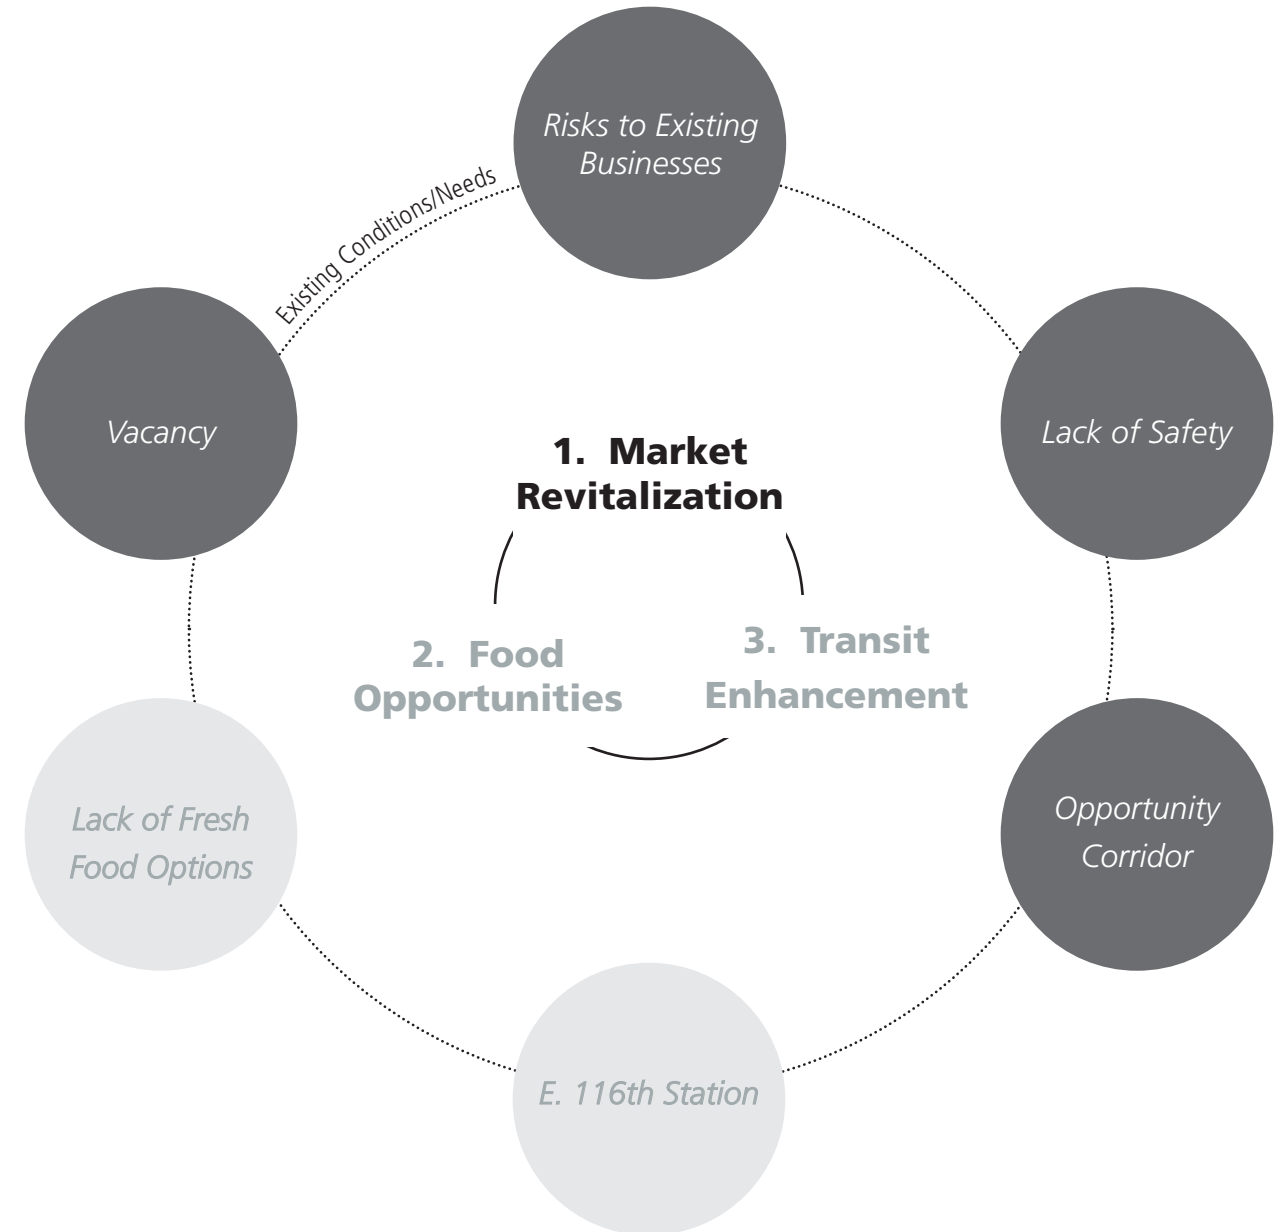 Risks to Existing
Businesses
Existing Conditions/Needs
Vacancy
Lack of Safety
1. Market
Revitalization
2. Food
Opportunities
3. Transit
Enhancement
Lack of Fresh
Food Options
Opportunity
Corridor
E. 116th Station